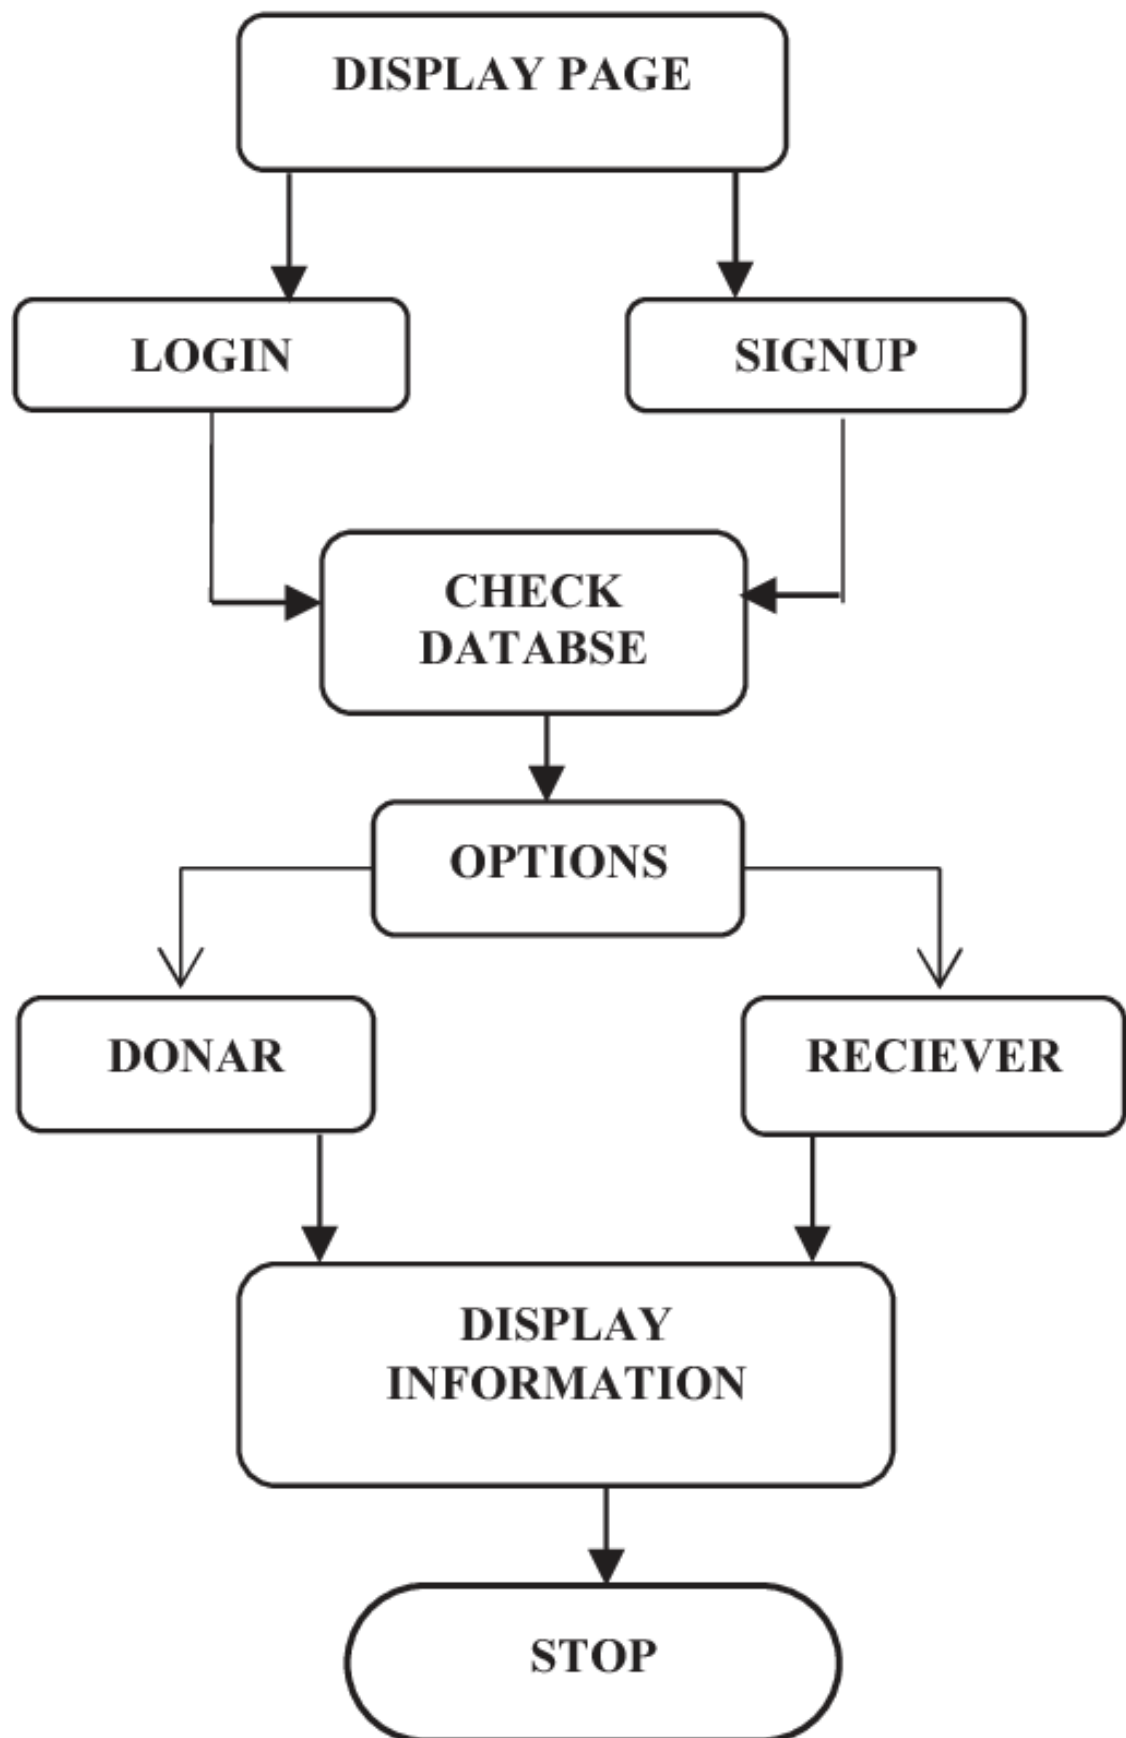 DISPLAY PAGE
LOGIN
SIGNUP
CHECK
DATABSE
OPTIONS
DONAR
RECIEVER
DISPLAY
INFORMATION
STOP